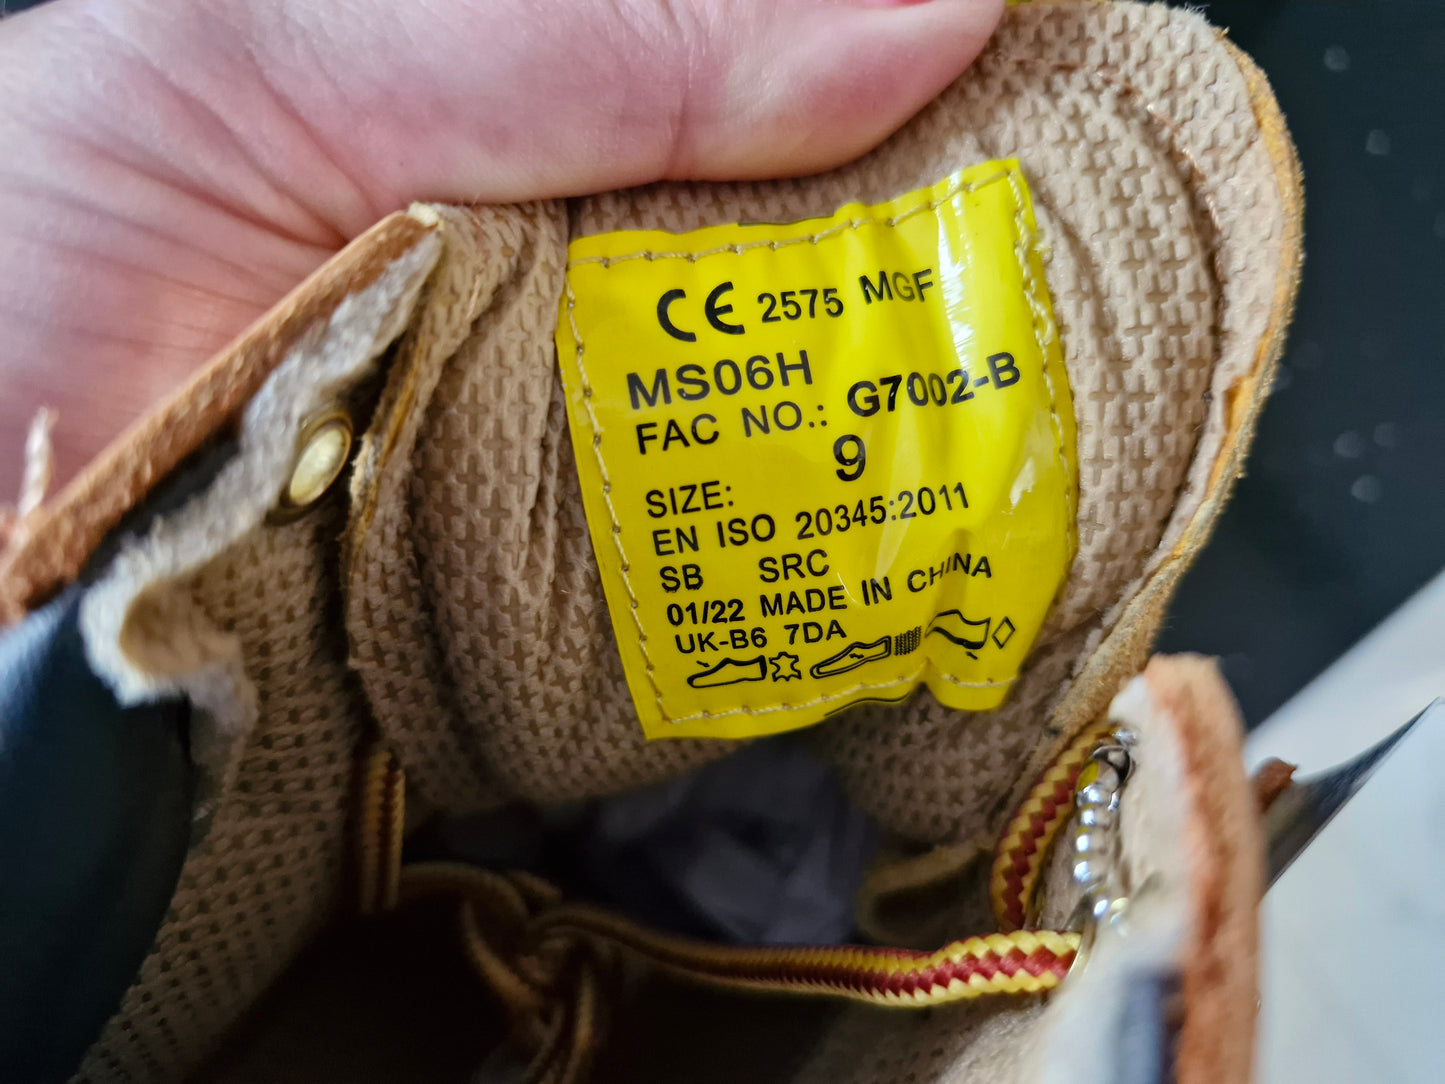 CE 2575 MGF
MS06H
FAC NO.: G7002-B
SIZE: 9
EN ISO 20345:2011
SB SRC
01/22 MADE IN CHINA
UK-B6 7DA